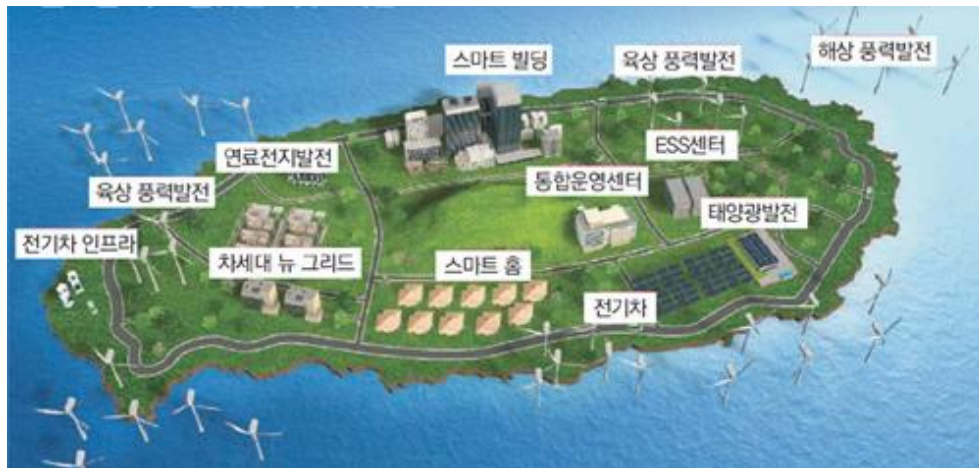 스마트 빌딩
육상 풍력발전
해상 풍력발전
연료전지발전
ESS센터
육상 풍력발전
통합운영센터
태양광발전
전기차 인프라
차세대 뉴 그리드
스마트 홈
전기차